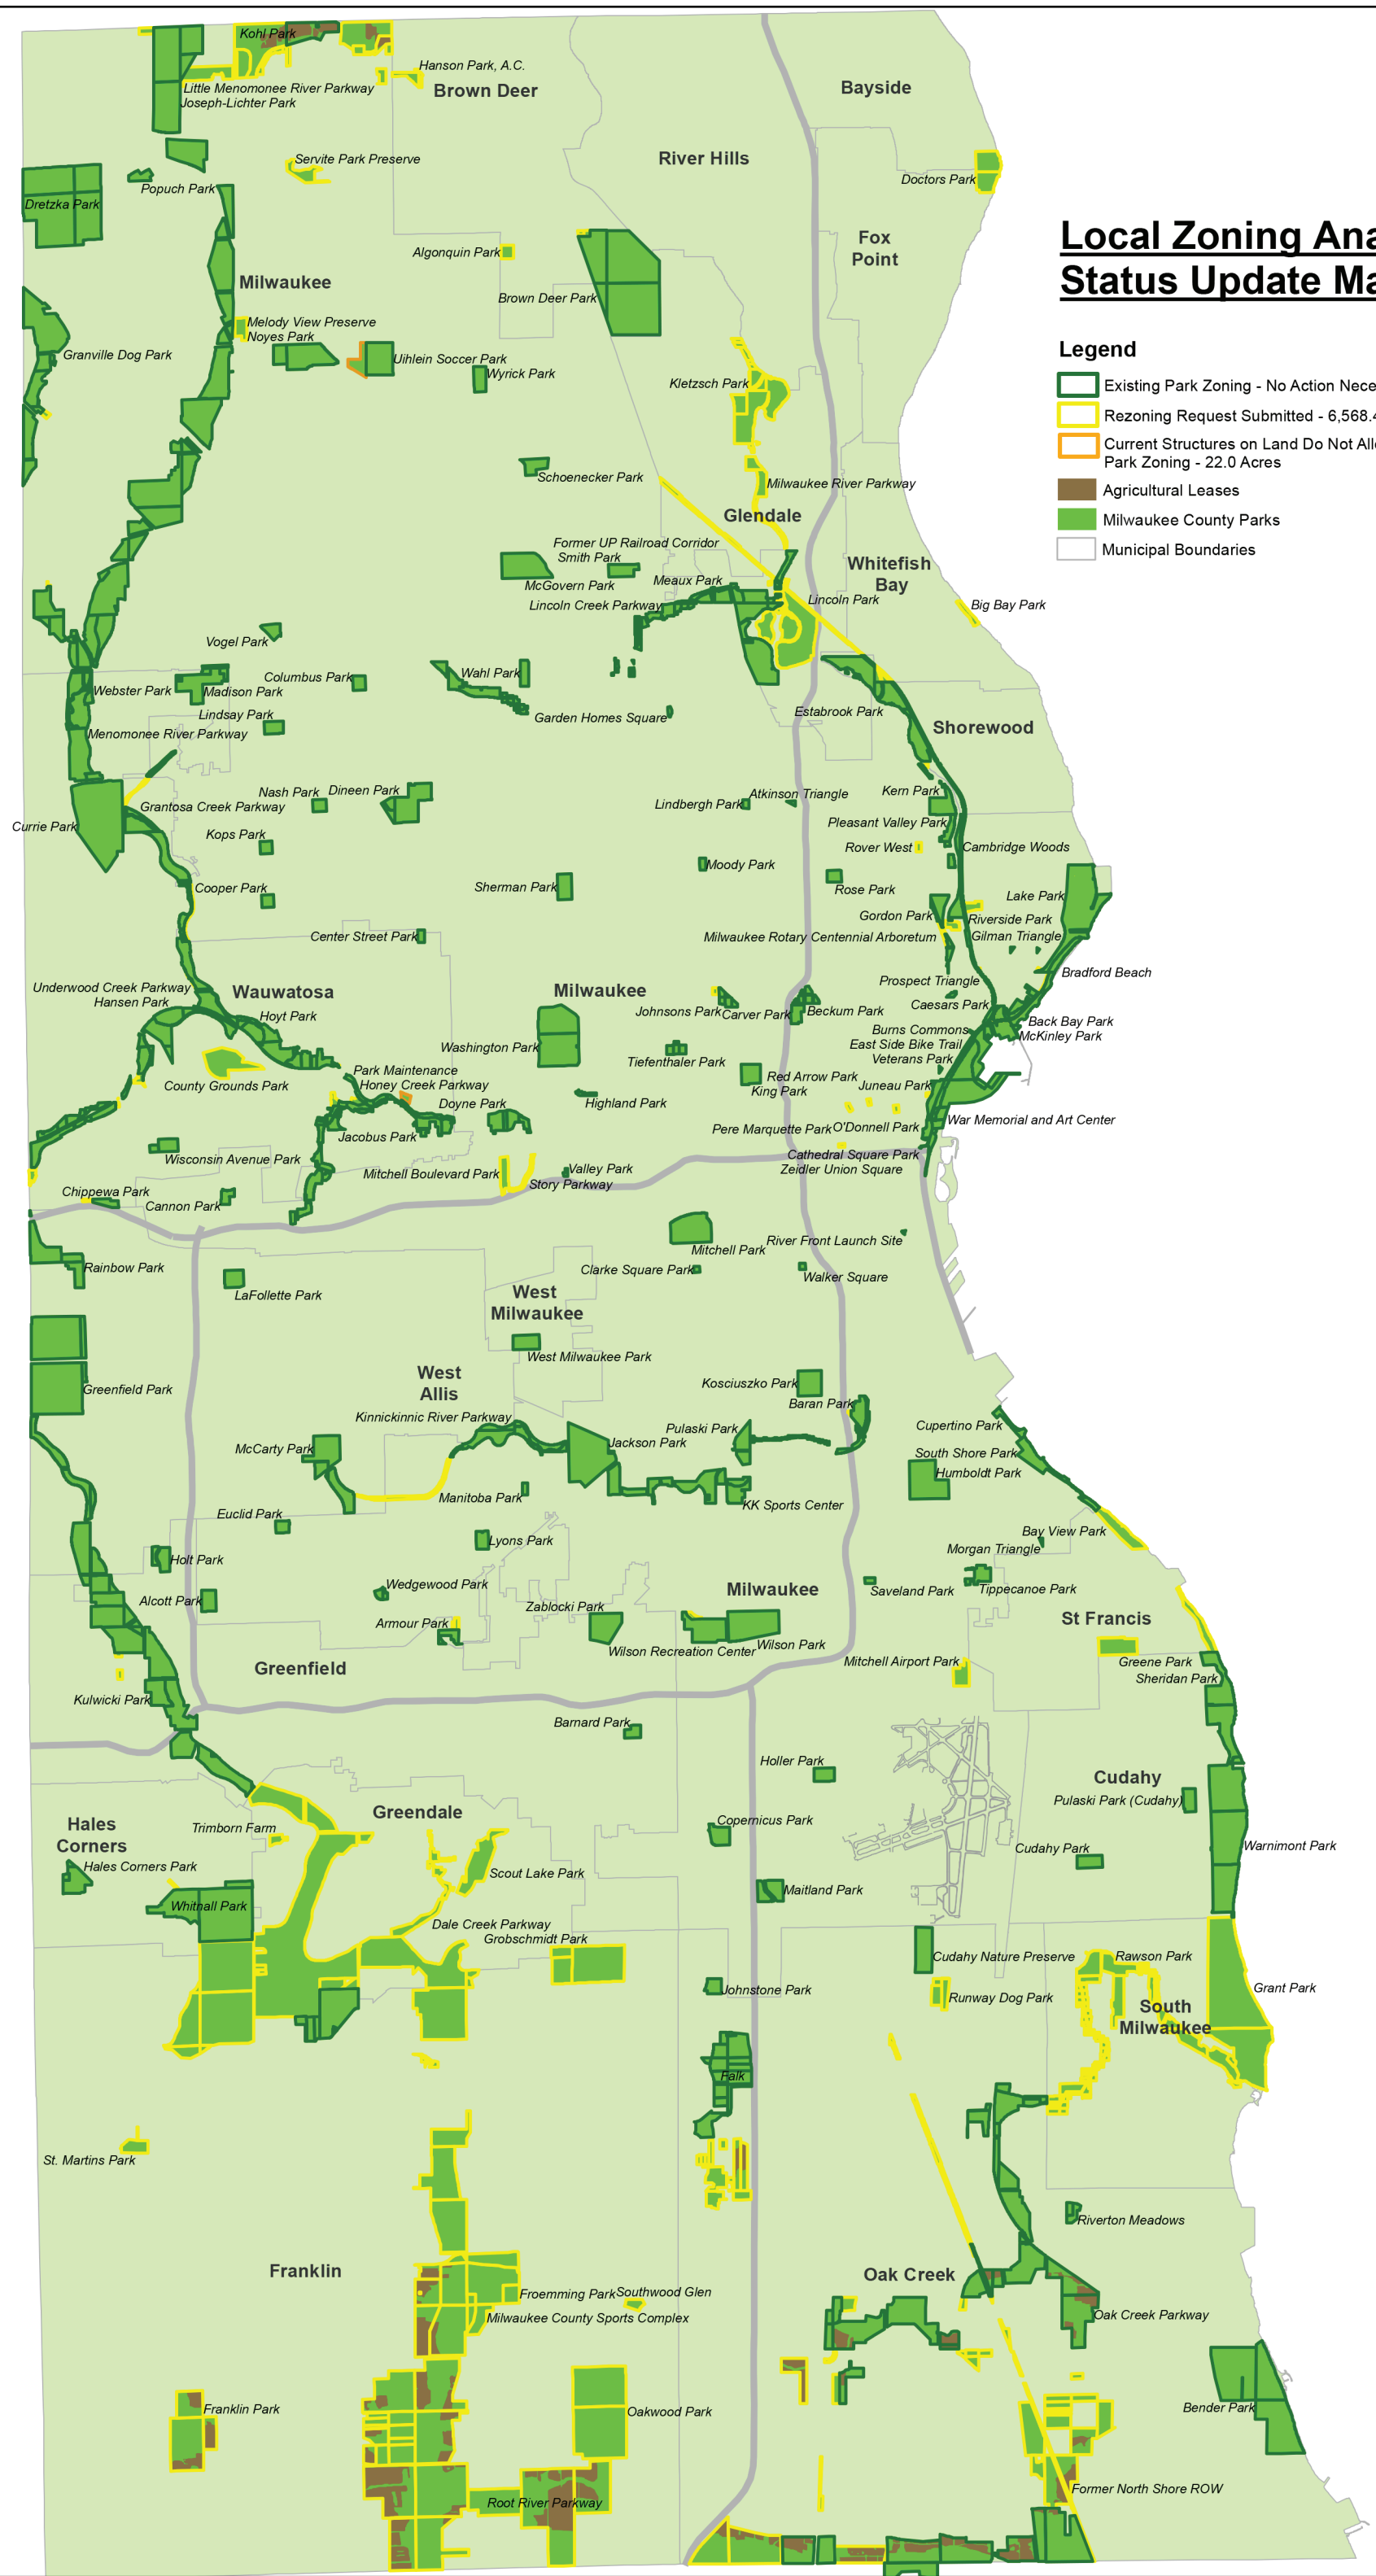 Kohl Park
Hanson Park, A.C.
Little Menomonee River Parkway
Brown Deer
Bayside
Joseph-Lichter Park
River Hills
Servite Park Preserve
Doctors Park
Popuch Park
Dretzka Park
Local Zoning Ana
Fox
Point
Algonquin Park
Status Update Ma
Milwaukee
Brown Deer Park
Melody View Preserve
Noyes Park
Legend
Granville Dog Park
Uihlein Soccer Park
Wyrick Park
Kletzsch Park
Existing Park Zoning - No Action Nece
Rezoning Request Submitted - 6,568.4
Current Structures on Land Do Not All
Park Zoning - 22.0 Acres
Schoenecker Park
Milwaukee River Parkway
Agricultural Leases
Glendale
Milwaukee County Parks
Former UP Railroad Corridor
Municipal Boundaries
Smith Park
Whitefish
Bay
McGovern Park
Meaux Park
Lincoln Creek Parkway
Lincoln Park
Big Bay Park
Vogel Park
Wahl Park
Columbus Park
Webster Park
Madison Park
Lindsay Park
Garden Homes Square
Estabrook Park
Menomonee River Parkway
Shorewood
Nash Park
Dineen Park
Kern Park
Atkinson Triangle
Lindbergh Park
Grantosa Creek Parkway
Currie Park
Pleasant Valley Park
Kops Park
Rover West
Cambridge Woods
Moody Park
Cooper Park
Sherman Park
Rose Park
Lake Park
Gordon Park
Riverside Park
Center Street Park
Milwaukee Rotary Centennial Arboretum
Gilman Triangle
Bradford Beach
Prospect Triangle
Underwood Creek Parkway
Wauwatosa
Milwaukee
Hansen Park
Caesars Park
Johnsons Park
Carver Park
Beckum Park
Hoyt Park
Back Bay Park
Burns Commons
McKinley Park
Washington Park
East Side Bike Trail
Veterans Park
Tiefenthaler Park
Park Maintenance
Red Arrow Park
County Grounds Park
Honey Creek Parkway
King Park
Juneau Park
Doyne Park
Highland Park
War Memorial and Art Center
Jacobus Park
Pere Marquette Park
O'Donnell Park
Wisconsin Avenue Park
Cathedral Square Park
Mitchell Boulevard Park
Valley Park
Zeidler Union Square
Story Parkway
Chippewa Park
Cannon Park
River Front Launch Site
Mitchell Park
Rainbow Park
Clarke Square Park
Walker Square
LaFollette Park
West
Milwaukee
West Milwaukee Park
West
Allis
Kosciuszko Park
Greenfield Park
Baran Park
Kinnickinnic River Parkway
Cupertino Park
Pulaski Park
McCarty Park
Jackson Park
South Shore Park
Humboldt Park
Manitoba Park
KK Sports Center
Euclid Park
Bay View Park
Lyons Park
Morgan Triangle
Holt Park
Wedgewood Park
Milwaukee
Saveland Park
Tippecanoe Park
Alcott Park
Zablocki Park
St Francis
Armour Park
Wilson Recreation Center
Wilson Park
Greenfield
Mitchell Airport Park
Greene Park
Sheridan Park
Kulwicki Park
Barnard Park
Holler Park
Cudahy
Pulaski Park (Cudahy)
Greendale
Hales
Corners
Trimborn Farm
Copernicus Park
Warnimont Park
Cudahy Park
Hales Corners Park
Scout Lake Park
Maitland Park
Whitnall Park
Dale Creek Parkway
Grobschmidt Park
Cudahy Nature Preserve
Rawson Park
Johnstone Park
Grant Park
Runway Dog Park
South
Milwaukee
Falk
St. Martins Park
Riverton Meadows
Franklin
Oak Creek
Froemming Park
Southwood Glen
Milwaukee County Sports Complex
Oak Creek Parkway
Franklin Park
Oakwood Park
Bender Park
Former North Shore ROW
Root River Parkway